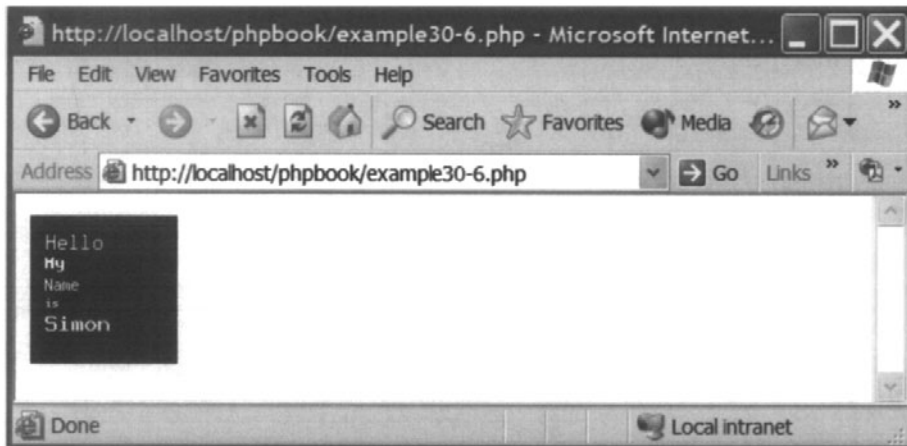 http://localhost/phpbook/example30-6.php - Microsoft Internet...
File Edit View Favorites Tools Help
Back Search Favorites Media »
Address http://localhost/phpbook/example30-6.php Go Links »
Hello
My
Name
is
Simon
Done Local intranet